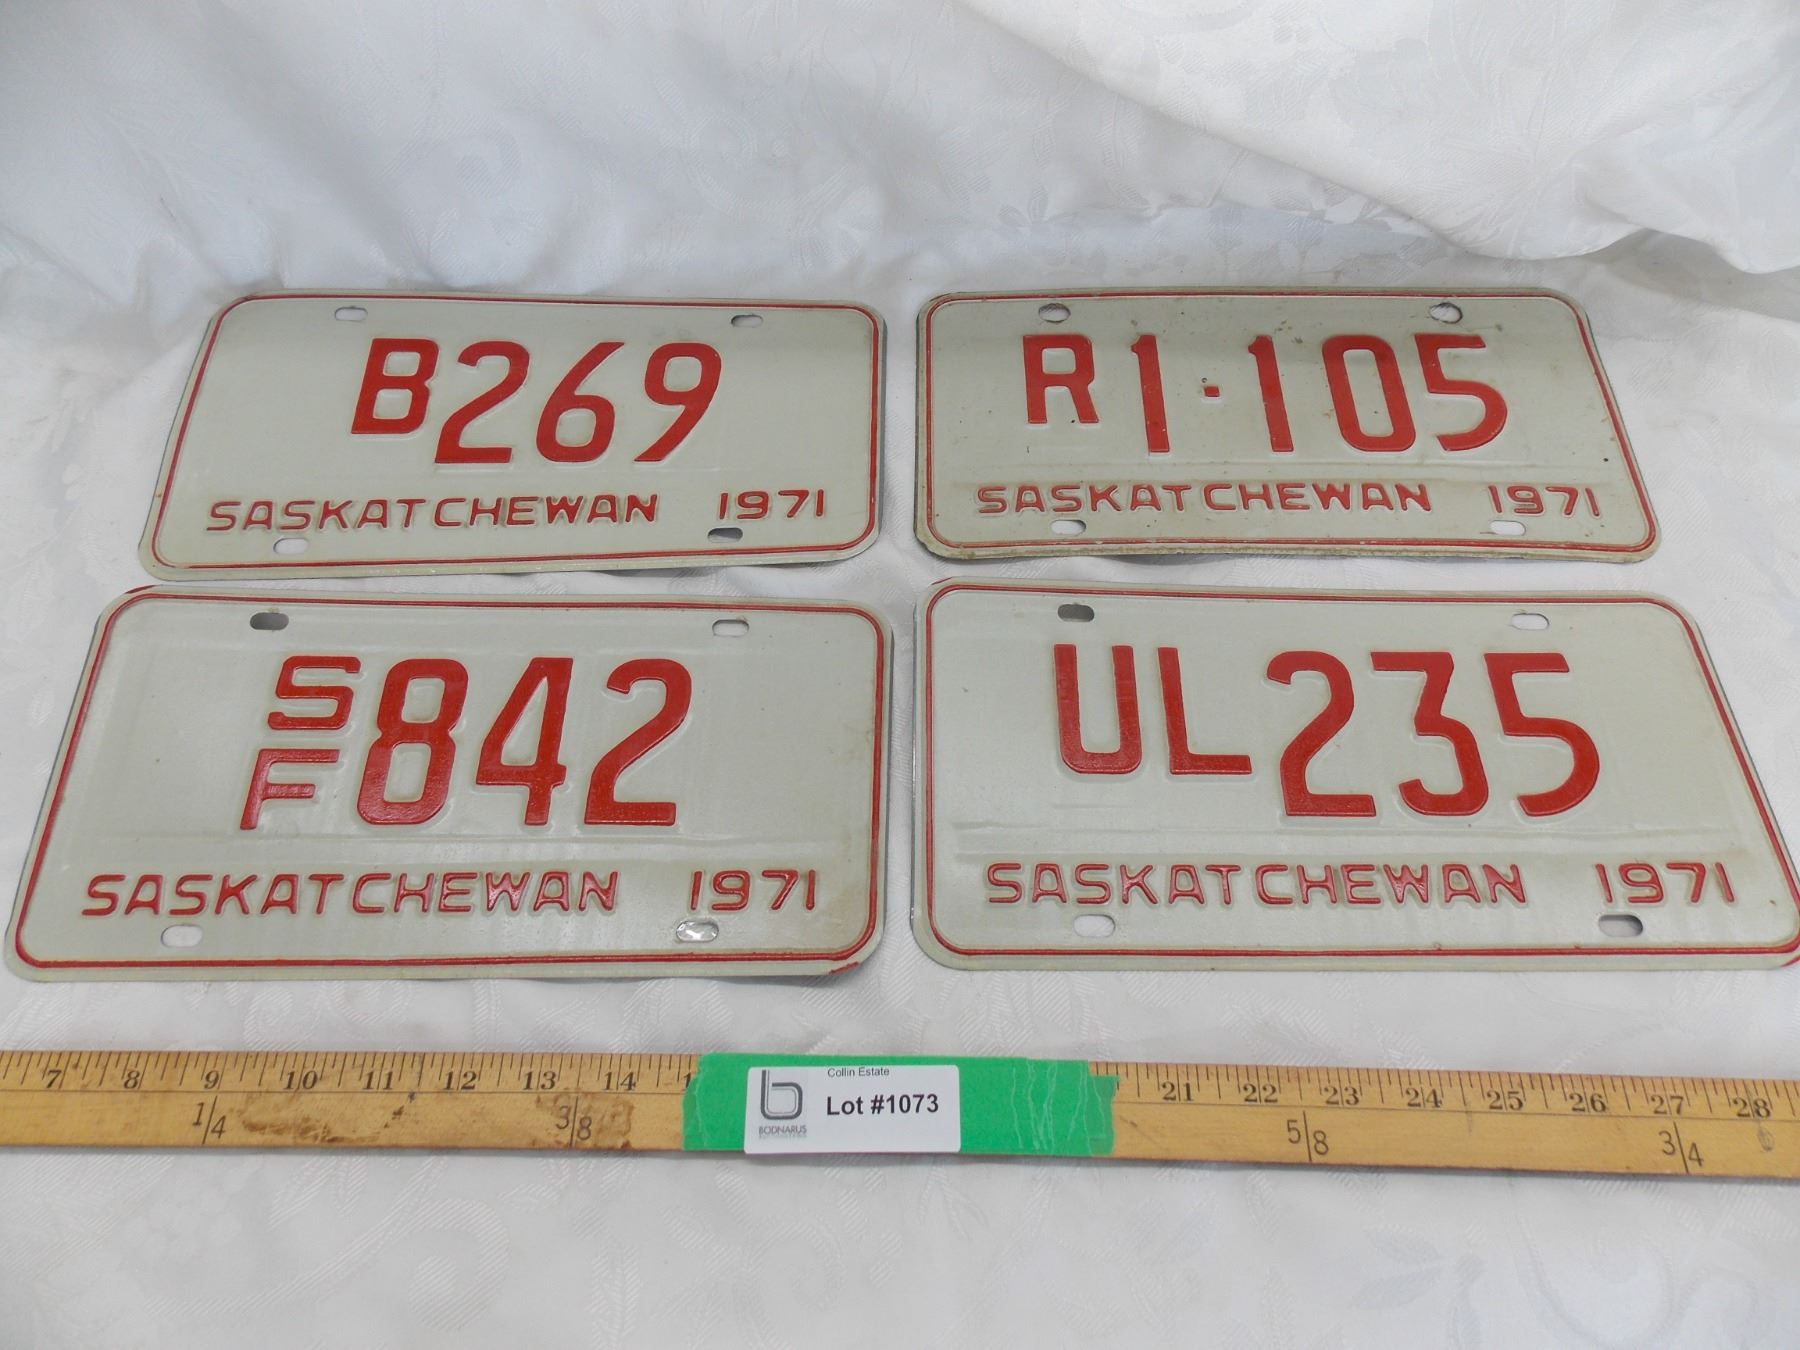 B269
SASKATCHEWAN 1971
R1·105
SASKATCHEWAN 1971
SF842
SASKATCHEWAN 1971
UL235
SASKATCHEWAN 1971
7 8 9 10 11 12 13 14 21 22 23 24 25 26 27 28
1/4 3/8 5/8 3/4
Collin Estate
Lot #1073
BODNARUS